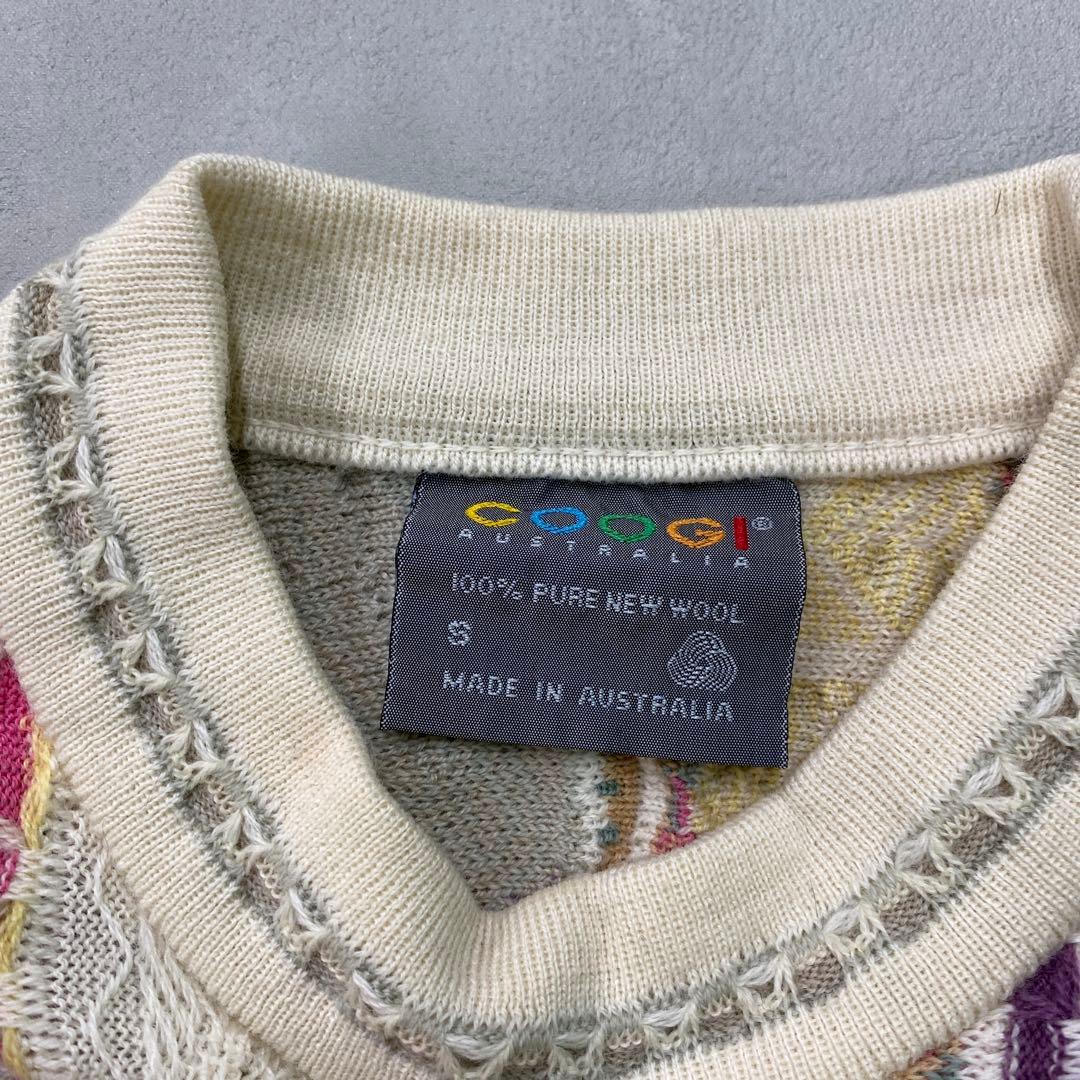 COOGI®
AUSTRALIA
100% PURE NEW WOOL
S
MADE IN AUSTRALIA